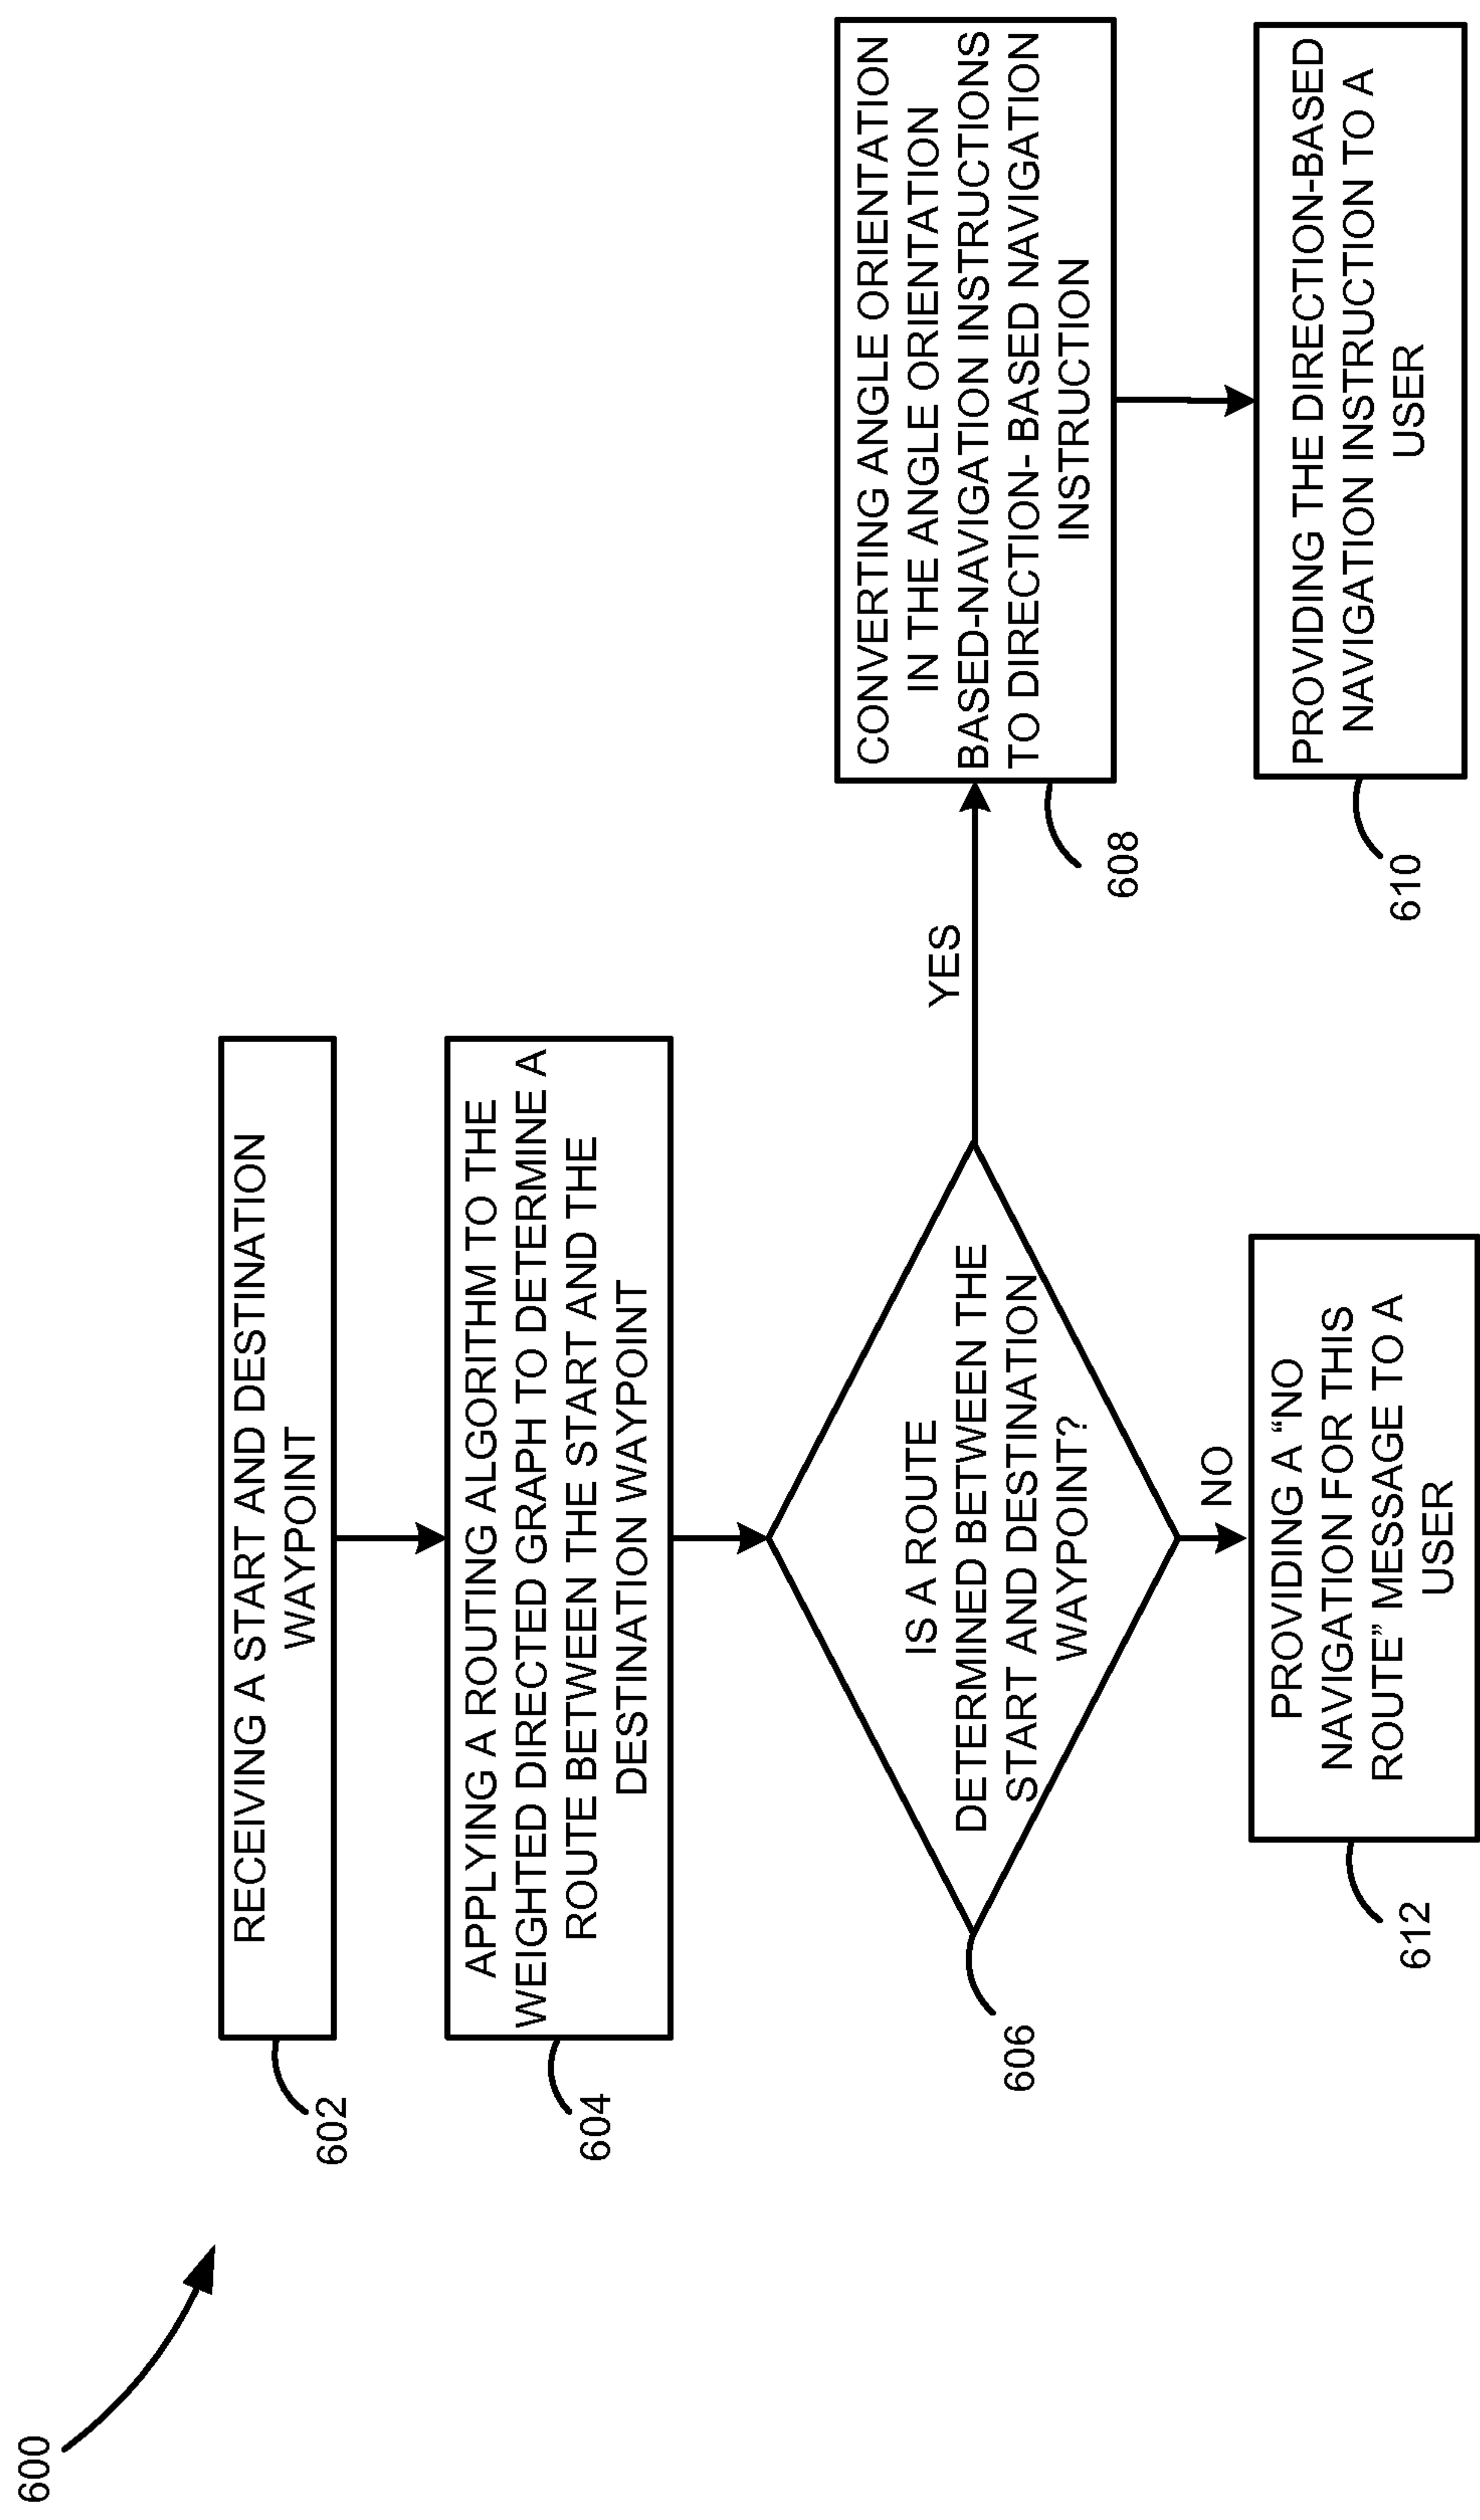 600
RECEIVING A START AND DESTINATION
WAYPOINT
602
APPLYING A ROUTING ALGORITHM TO THE
WEIGHTED DIRECTED GRAPH TO DETERMINE A
ROUTE BETWEEN THE START AND THE
DESTINATION WAYPOINT
604
IS A ROUTE
DETERMINED BETWEEN THE
START AND DESTINATION
WAYPOINT?
606
YES
CONVERTING ANGLE ORIENTATION
IN THE ANGLE ORIENTATION
BASED-NAVIGATION INSTRUCTIONS
TO DIRECTION- BASED NAVIGATION
INSTRUCTION
608
PROVIDING THE DIRECTION-BASED
NAVIGATION INSTRUCTION TO A
USER
610
NO
PROVIDING A “NO
NAVIGATION FOR THIS
ROUTE” MESSAGE TO A
USER
612